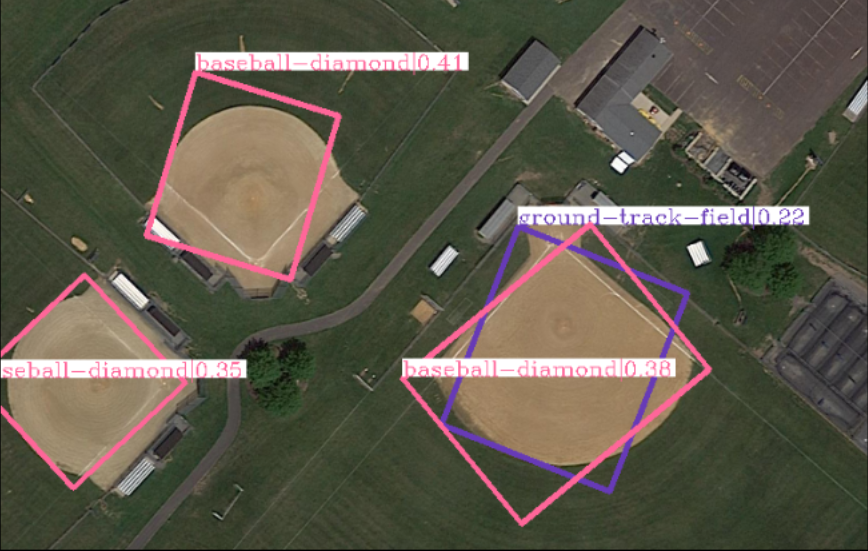 baseball-diamond|0.41
ground-track-field|0.22
seball-diamond|0.35
baseball-diamond|0.38